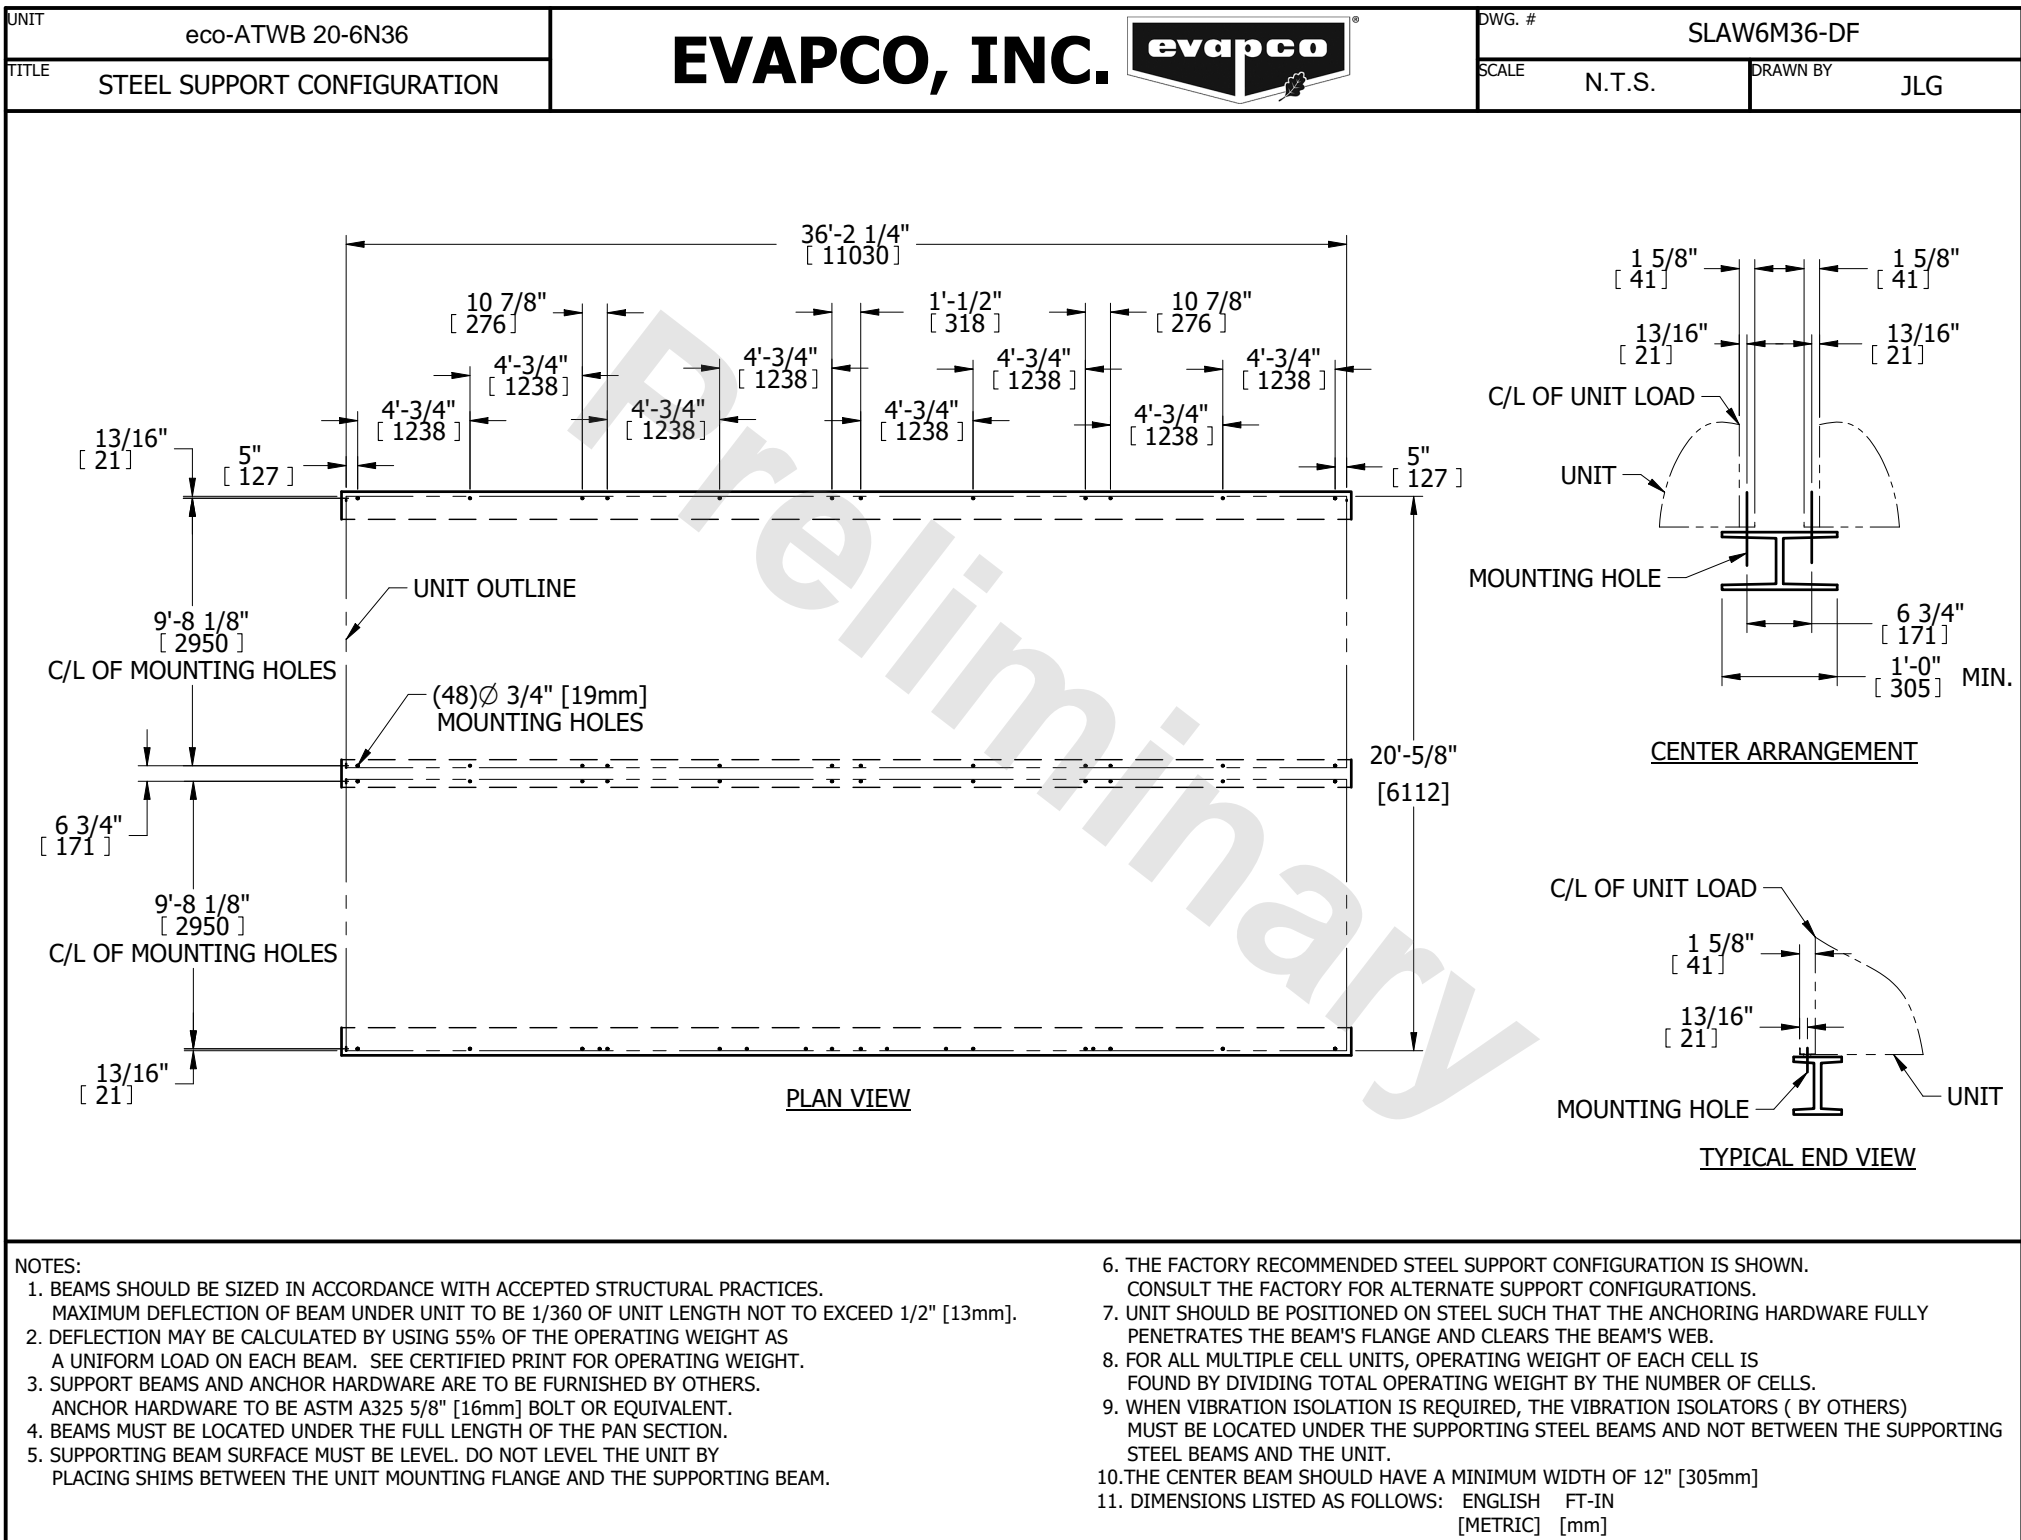 UNIT
eco-ATWB 20-6N36
TITLE
STEEL SUPPORT CONFIGURATION
EVAPCO, INC.
evapco
®
DWG. #
SLAW6M36-DF
SCALE
N.T.S.
DRAWN BY
JLG
36'-2 1/4"
[ 11030 ]
10 7/8"
[ 276 ]
1'-1/2"
[ 318 ]
10 7/8"
[ 276 ]
4'-3/4"
[ 1238 ]
4'-3/4"
[ 1238 ]
4'-3/4"
[ 1238 ]
4'-3/4"
[ 1238 ]
4'-3/4"
[ 1238 ]
4'-3/4"
[ 1238 ]
4'-3/4"
[ 1238 ]
4'-3/4"
[ 1238 ]
13/16"
[ 21 ]
5"
[ 127 ]
5"
[ 127 ]
UNIT OUTLINE
9'-8 1/8"
[ 2950 ]
C/L OF MOUNTING HOLES
(48)Ø 3/4" [19mm]
MOUNTING HOLES
20'-5/8"
[6112]
6 3/4"
[ 171 ]
9'-8 1/8"
[ 2950 ]
C/L OF MOUNTING HOLES
13/16"
[ 21 ]
PLAN VIEW
Preliminary
1 5/8"
[ 41 ]
1 5/8"
[ 41 ]
13/16"
[ 21 ]
13/16"
[ 21 ]
C/L OF UNIT LOAD
UNIT
MOUNTING HOLE
6 3/4"
[ 171 ]
1'-0"
[ 305 ] MIN.
CENTER ARRANGEMENT
C/L OF UNIT LOAD
1 5/8"
[ 41 ]
13/16"
[ 21 ]
MOUNTING HOLE
UNIT
TYPICAL END VIEW
NOTES:
1. BEAMS SHOULD BE SIZED IN ACCORDANCE WITH ACCEPTED STRUCTURAL PRACTICES.
MAXIMUM DEFLECTION OF BEAM UNDER UNIT TO BE 1/360 OF UNIT LENGTH NOT TO EXCEED 1/2" [13mm].
2. DEFLECTION MAY BE CALCULATED BY USING 55% OF THE OPERATING WEIGHT AS
A UNIFORM LOAD ON EACH BEAM. SEE CERTIFIED PRINT FOR OPERATING WEIGHT.
3. SUPPORT BEAMS AND ANCHOR HARDWARE ARE TO BE FURNISHED BY OTHERS.
ANCHOR HARDWARE TO BE ASTM A325 5/8" [16mm] BOLT OR EQUIVALENT.
4. BEAMS MUST BE LOCATED UNDER THE FULL LENGTH OF THE PAN SECTION.
5. SUPPORTING BEAM SURFACE MUST BE LEVEL. DO NOT LEVEL THE UNIT BY
PLACING SHIMS BETWEEN THE UNIT MOUNTING FLANGE AND THE SUPPORTING BEAM.
6. THE FACTORY RECOMMENDED STEEL SUPPORT CONFIGURATION IS SHOWN.
CONSULT THE FACTORY FOR ALTERNATE SUPPORT CONFIGURATIONS.
7. UNIT SHOULD BE POSITIONED ON STEEL SUCH THAT THE ANCHORING HARDWARE FULLY
PENETRATES THE BEAM'S FLANGE AND CLEARS THE BEAM'S WEB.
8. FOR ALL MULTIPLE CELL UNITS, OPERATING WEIGHT OF EACH CELL IS
FOUND BY DIVIDING TOTAL OPERATING WEIGHT BY THE NUMBER OF CELLS.
9. WHEN VIBRATION ISOLATION IS REQUIRED, THE VIBRATION ISOLATORS ( BY OTHERS)
MUST BE LOCATED UNDER THE SUPPORTING STEEL BEAMS AND NOT BETWEEN THE SUPPORTING
STEEL BEAMS AND THE UNIT.
10.THE CENTER BEAM SHOULD HAVE A MINIMUM WIDTH OF 12" [305mm]
11. DIMENSIONS LISTED AS FOLLOWS: ENGLISH FT-IN
[METRIC] [mm]